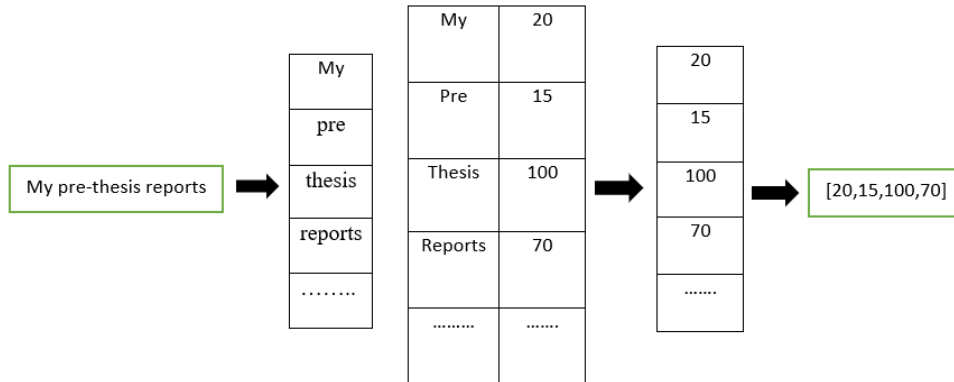 My pre-thesis reports
My
pre
thesis
reports
........
My 20
Pre 15
Thesis 100
Reports 70
......... .......
20
15
100
70
.......
[20,15,100,70]